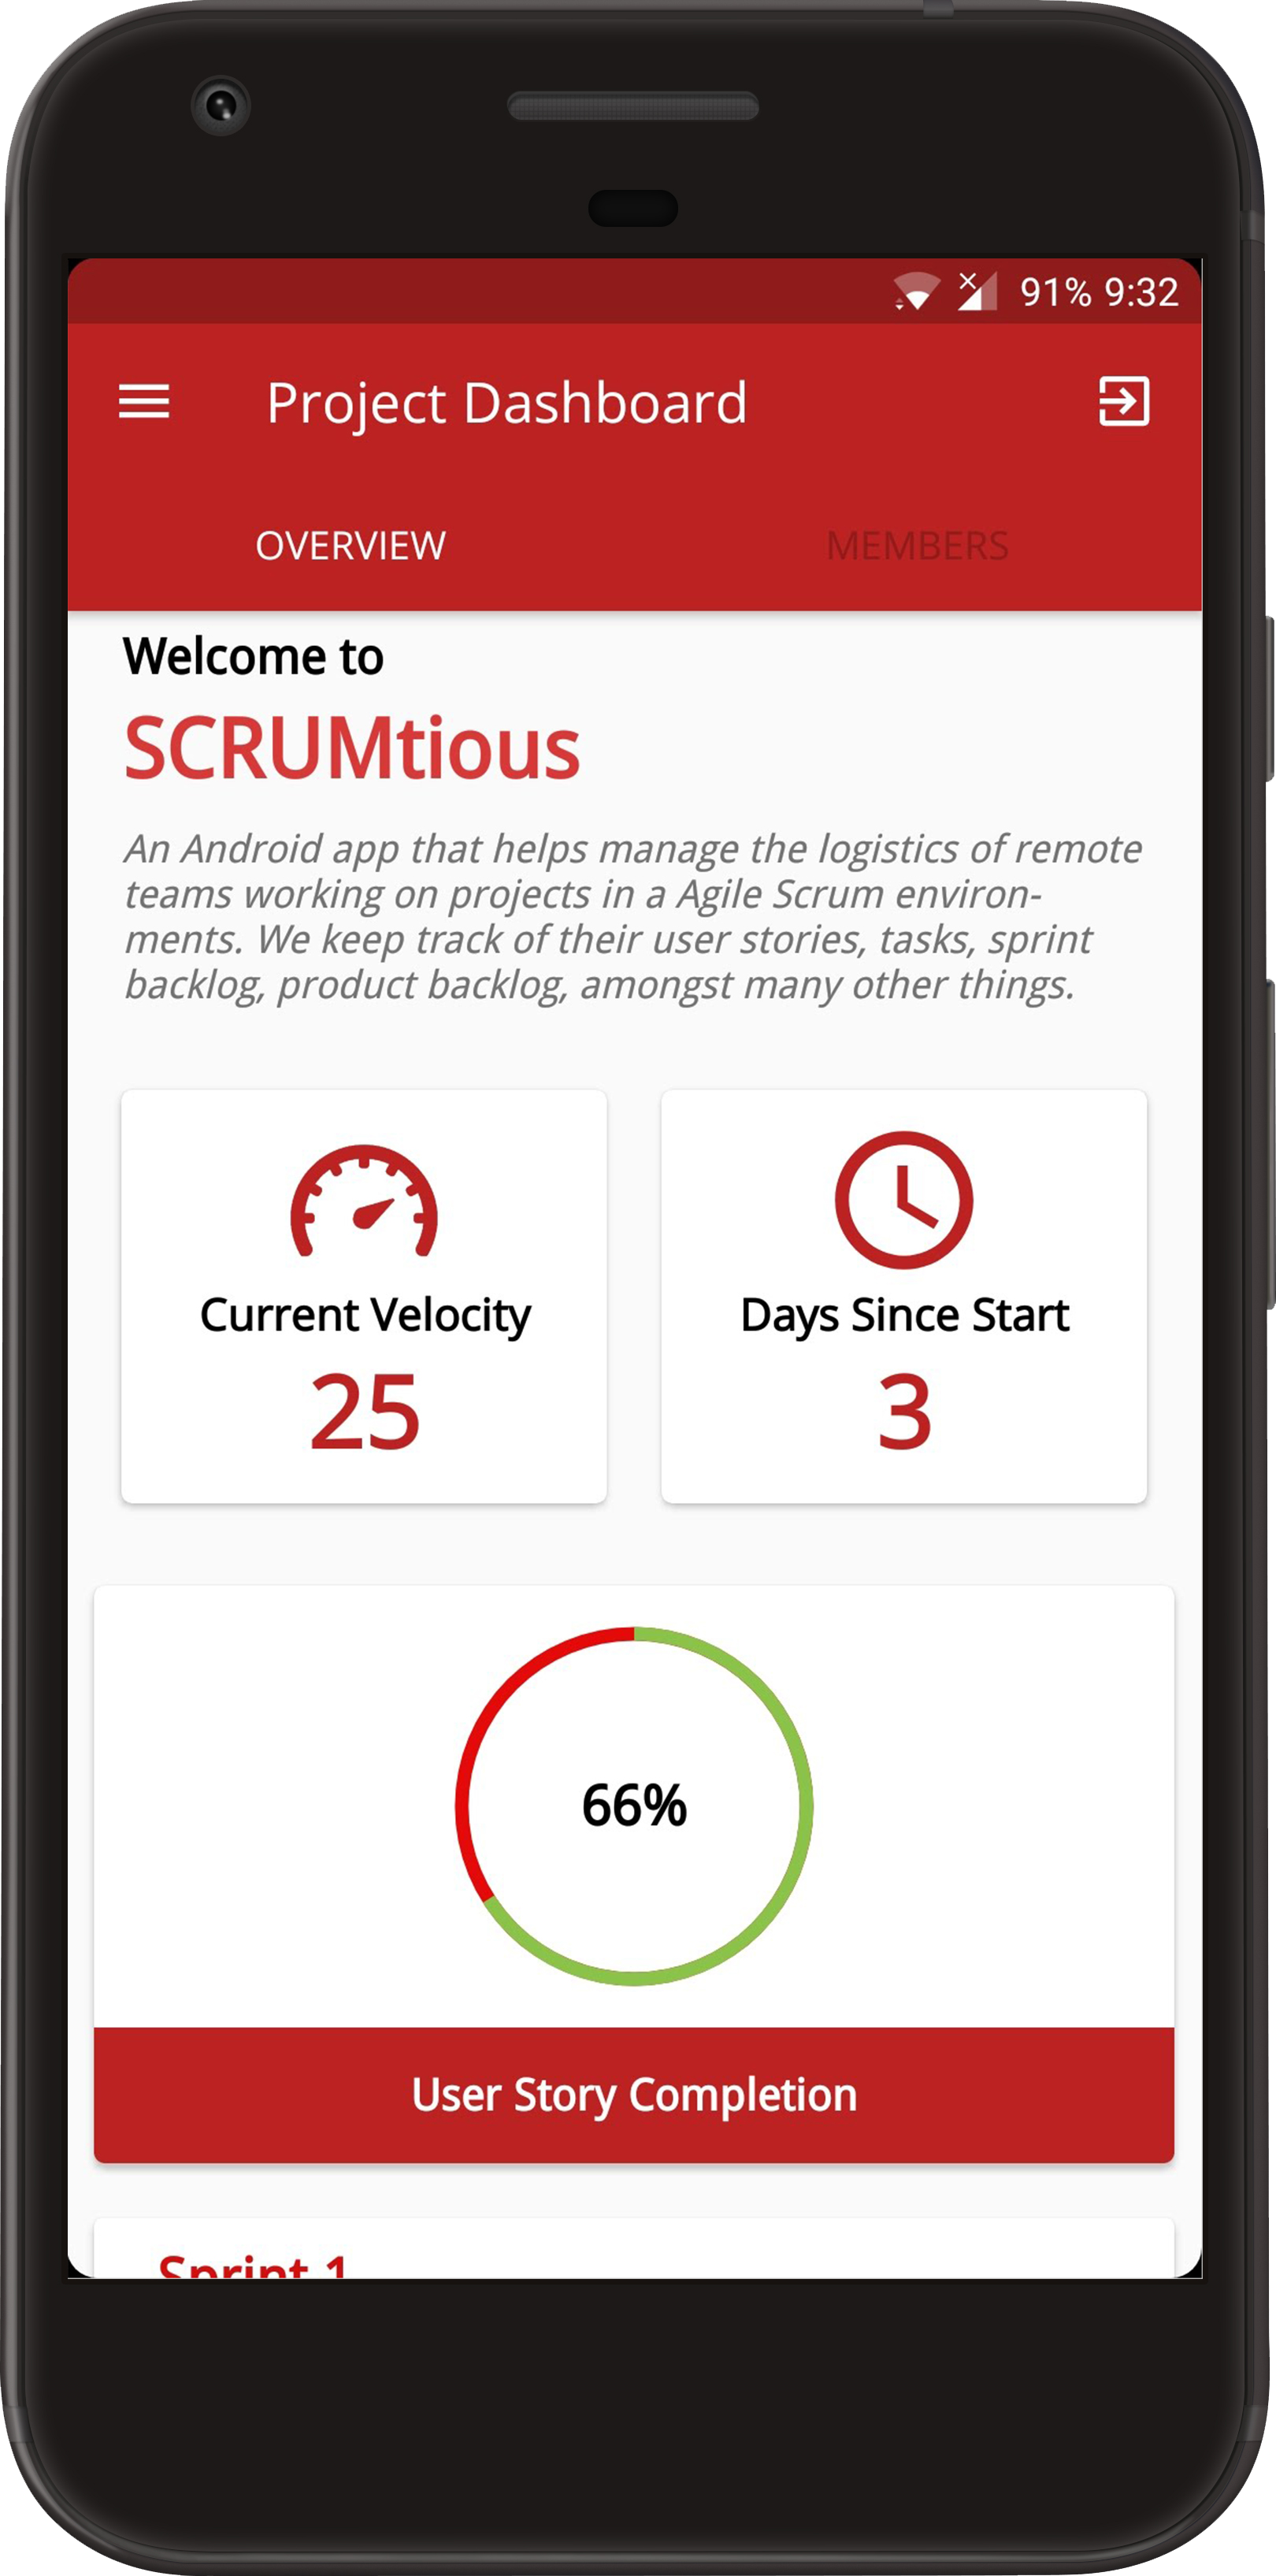 91% 9:32
Project Dashboard
OVERVIEW
MEMBERS
Welcome to
SCRUMtious
An Android app that helps manage the logistics of remote
teams working on projects in a Agile Scrum environ-
ments. We keep track of their user stories, tasks, sprint
backlog, product backlog, amongst many other things.
Current Velocity
25
Days Since Start
3
66%
User Story Completion
Sprint 1